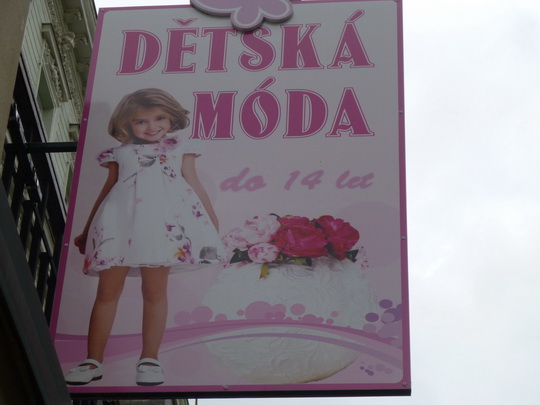 DĚTSKÁ
MÓDA
do 14 let